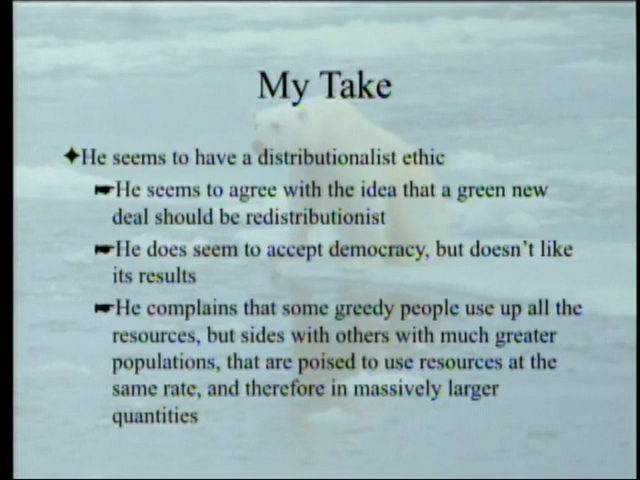 My Take
✦He seems to have a distributionalist ethic
☛He seems to agree with the idea that a green new
deal should be redistributionist
☛He does seem to accept democracy, but doesn't like
its results
☛He complains that some greedy people use up all the
resources, but sides with others with much greater
populations, that are poised to use resources at the
same rate, and therefore in massively larger
quantities